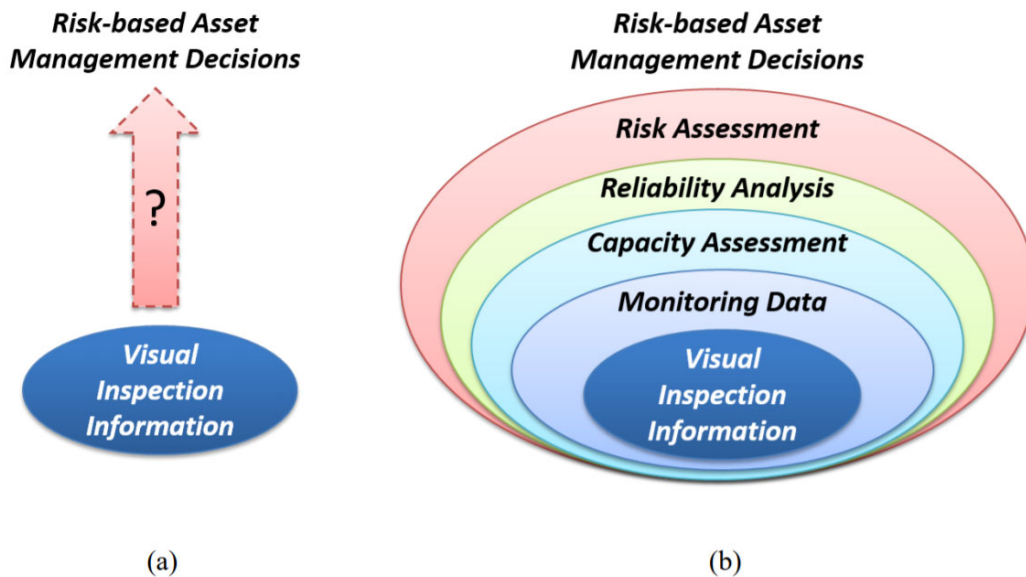 Risk-based Asset
Management Decisions
?
Visual
Inspection
Information
(a)
Risk-based Asset
Management Decisions
Risk Assessment
Reliability Analysis
Capacity Assessment
Monitoring Data
Visual
Inspection
Information
(b)